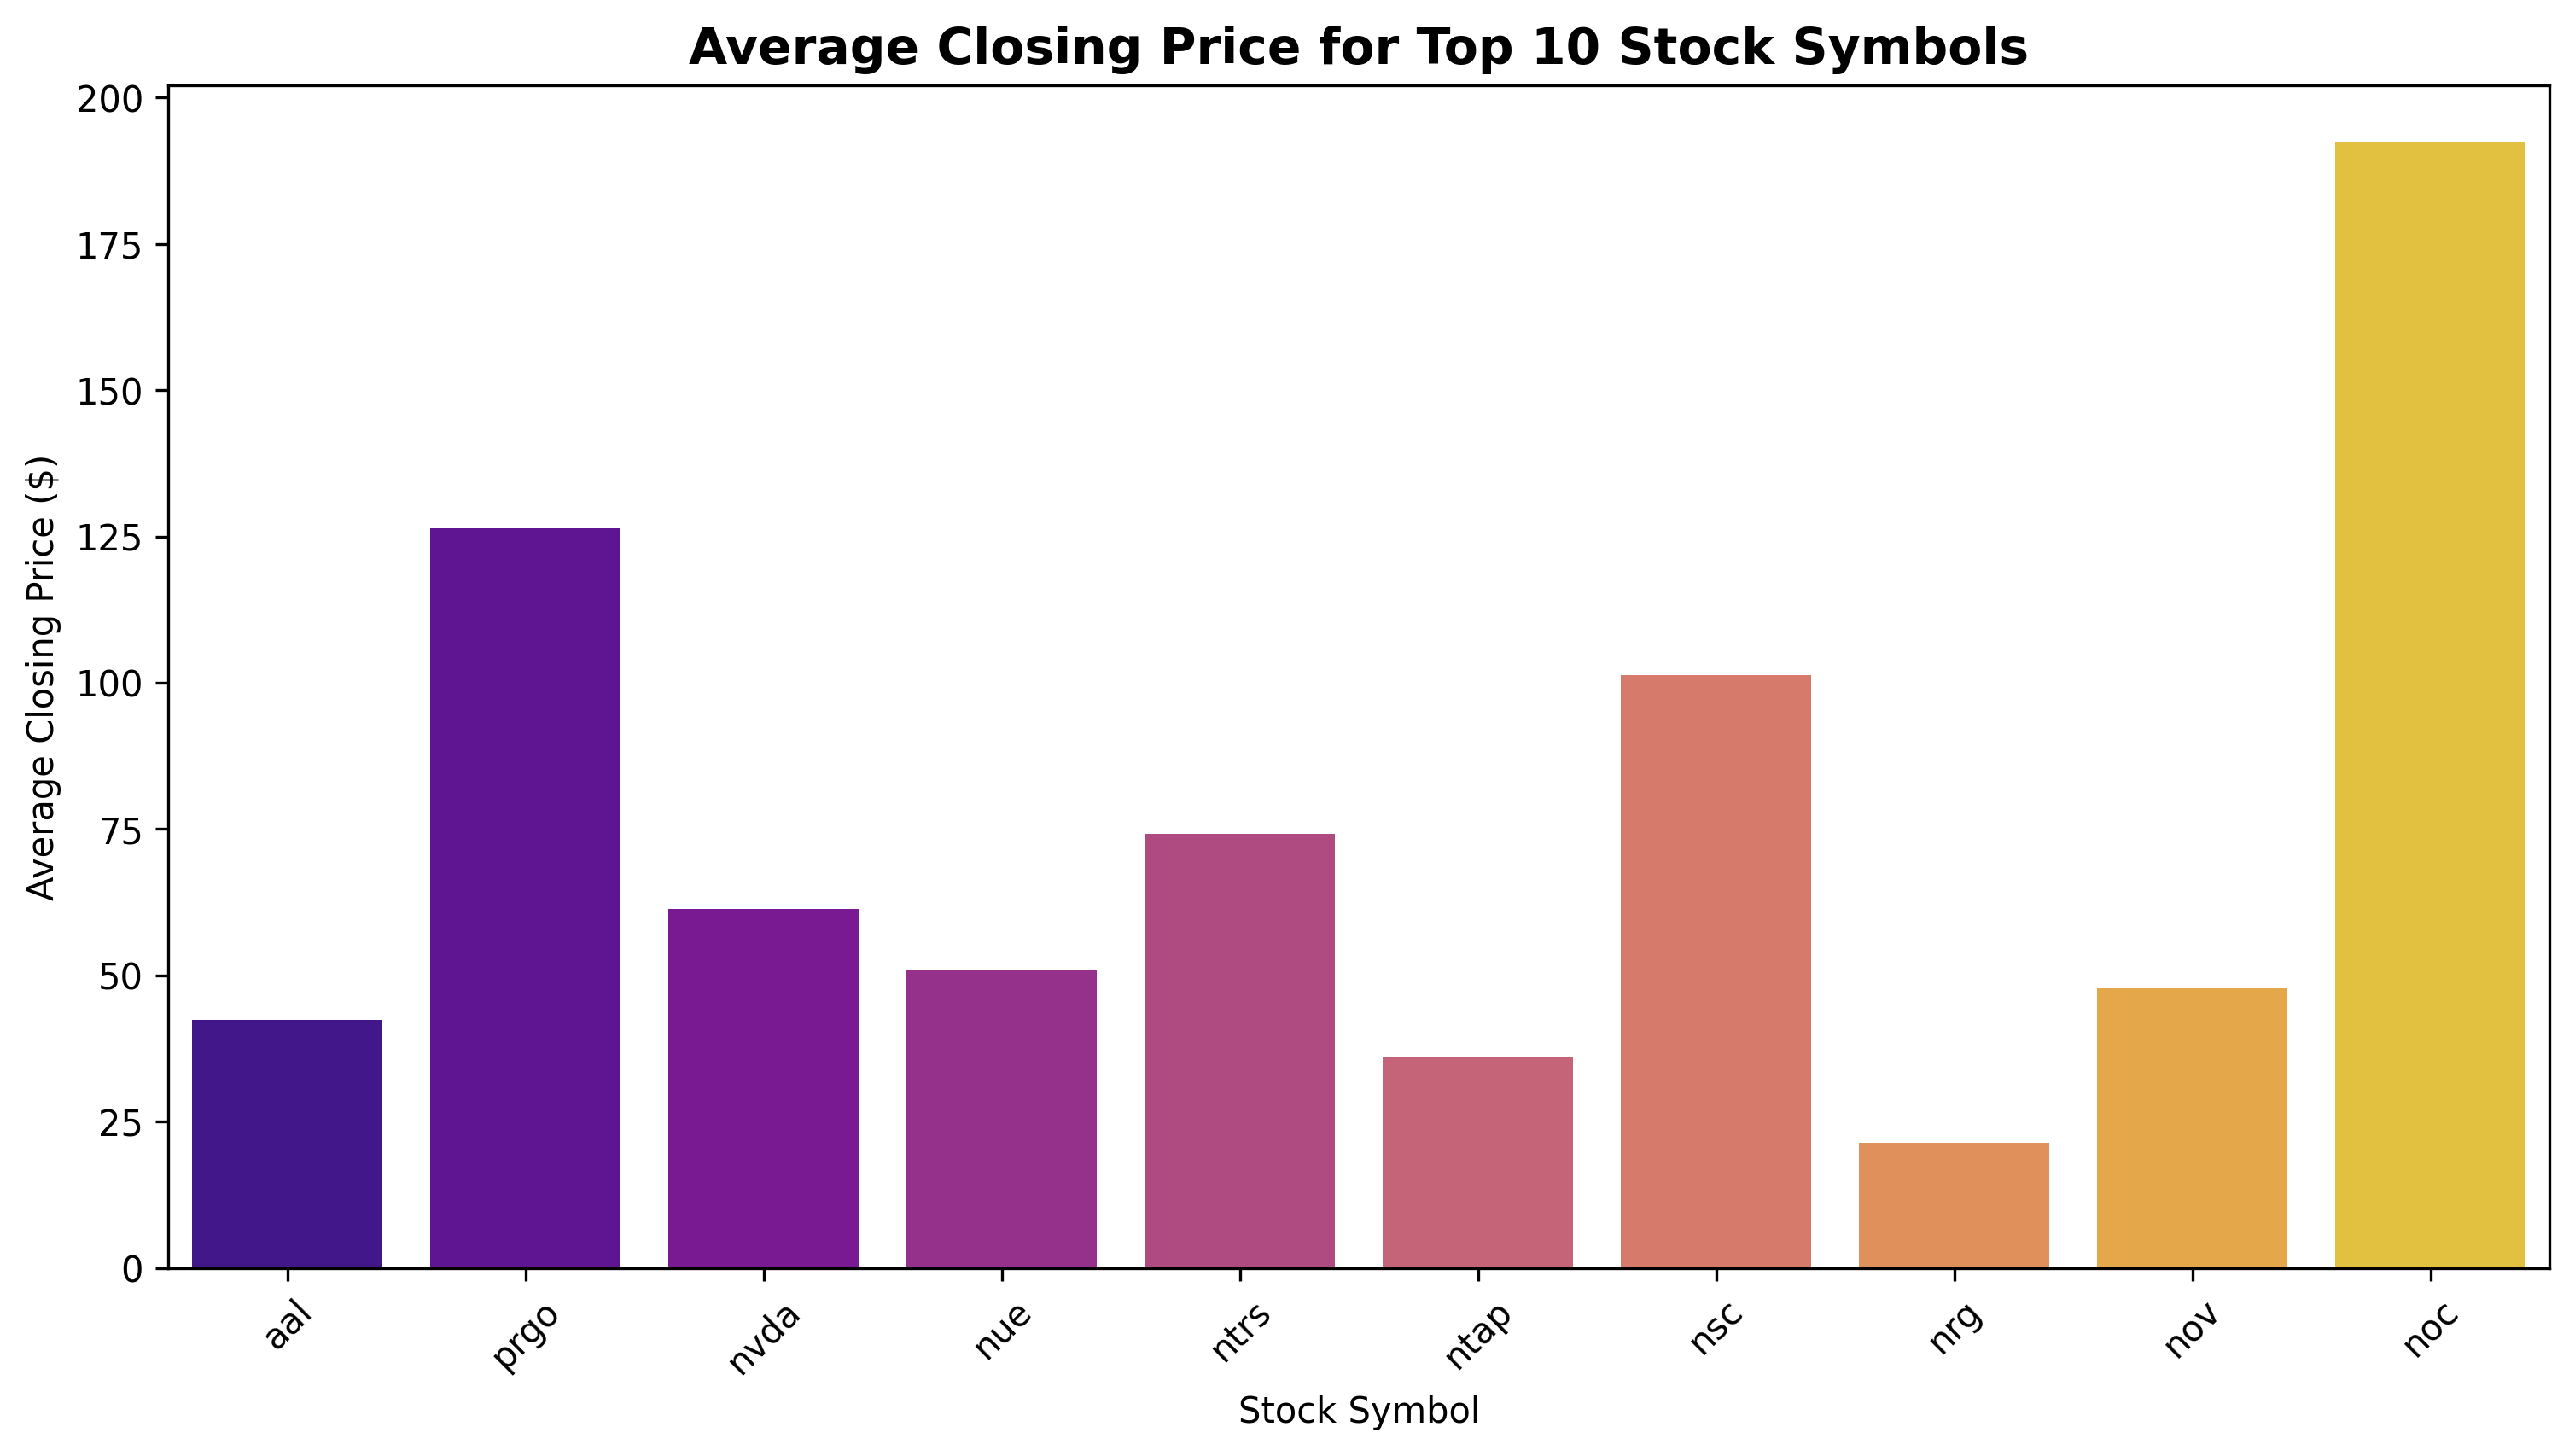 Average Closing Price for Top 10 Stock Symbols
Average Closing Price ($)
200
175
150
125
100
75
50
25
0
aal
prgo
nvda
nue
ntrs
ntap
nsc
nrg
nov
noc
Stock Symbol